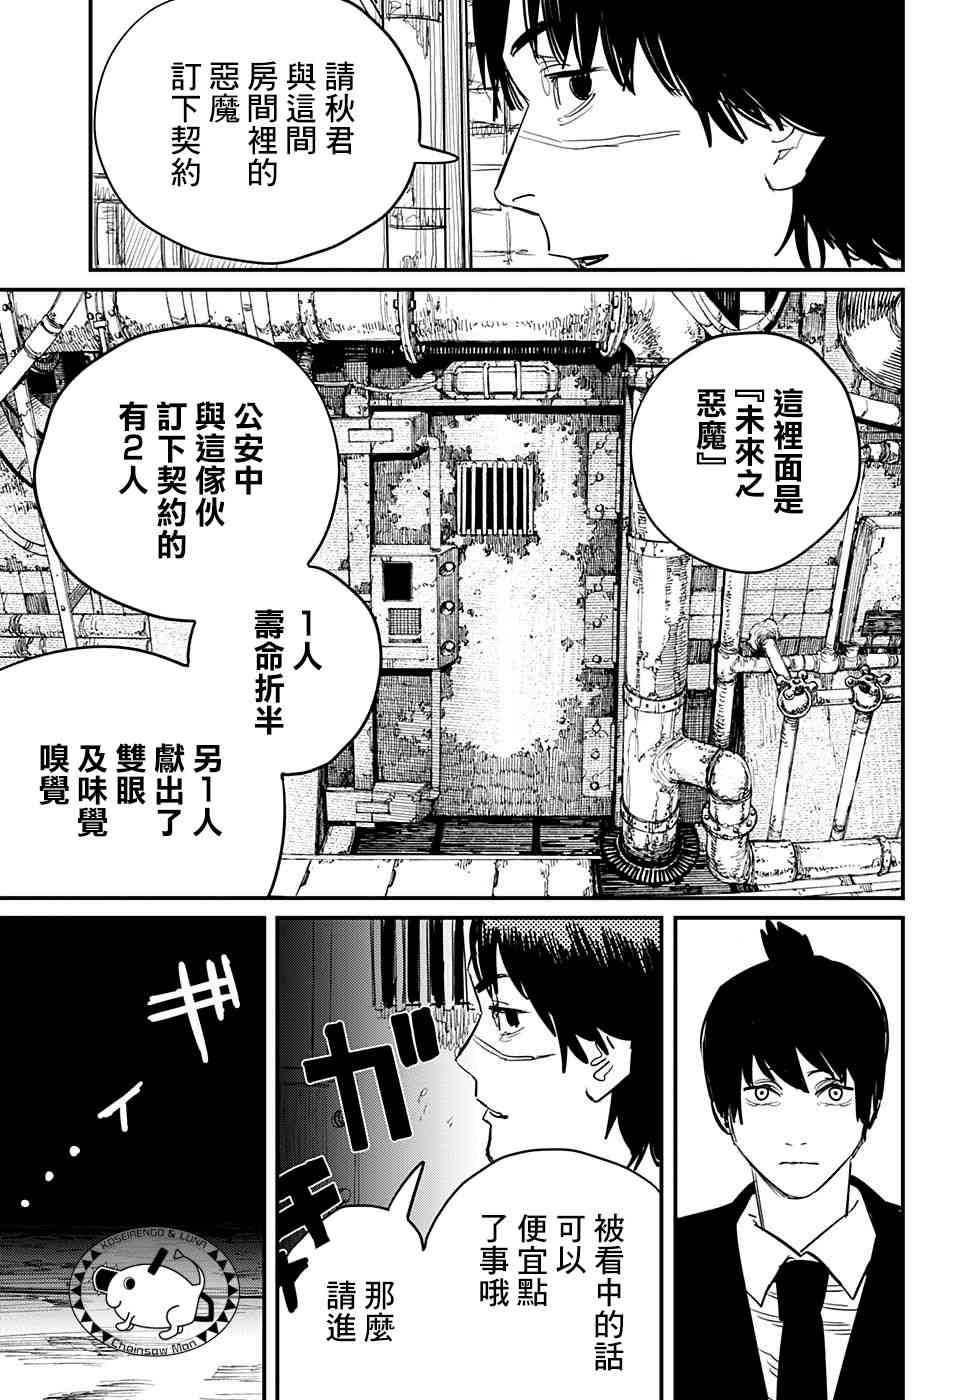 請秋君
與這間
房間裡的
惡魔
訂下契約
這裡面是
『未來之
惡魔』
公安中
與這傢伙
訂下契約的
有2人
1人
壽命折半
另1人
獻出了
雙眼
及味覺
嗅覺
被看中的話
可以
便宜點
了事哦
那麼
請進
ガチ
ギイ...
KOSEIRENGO & LUNA
Chainsaw Man